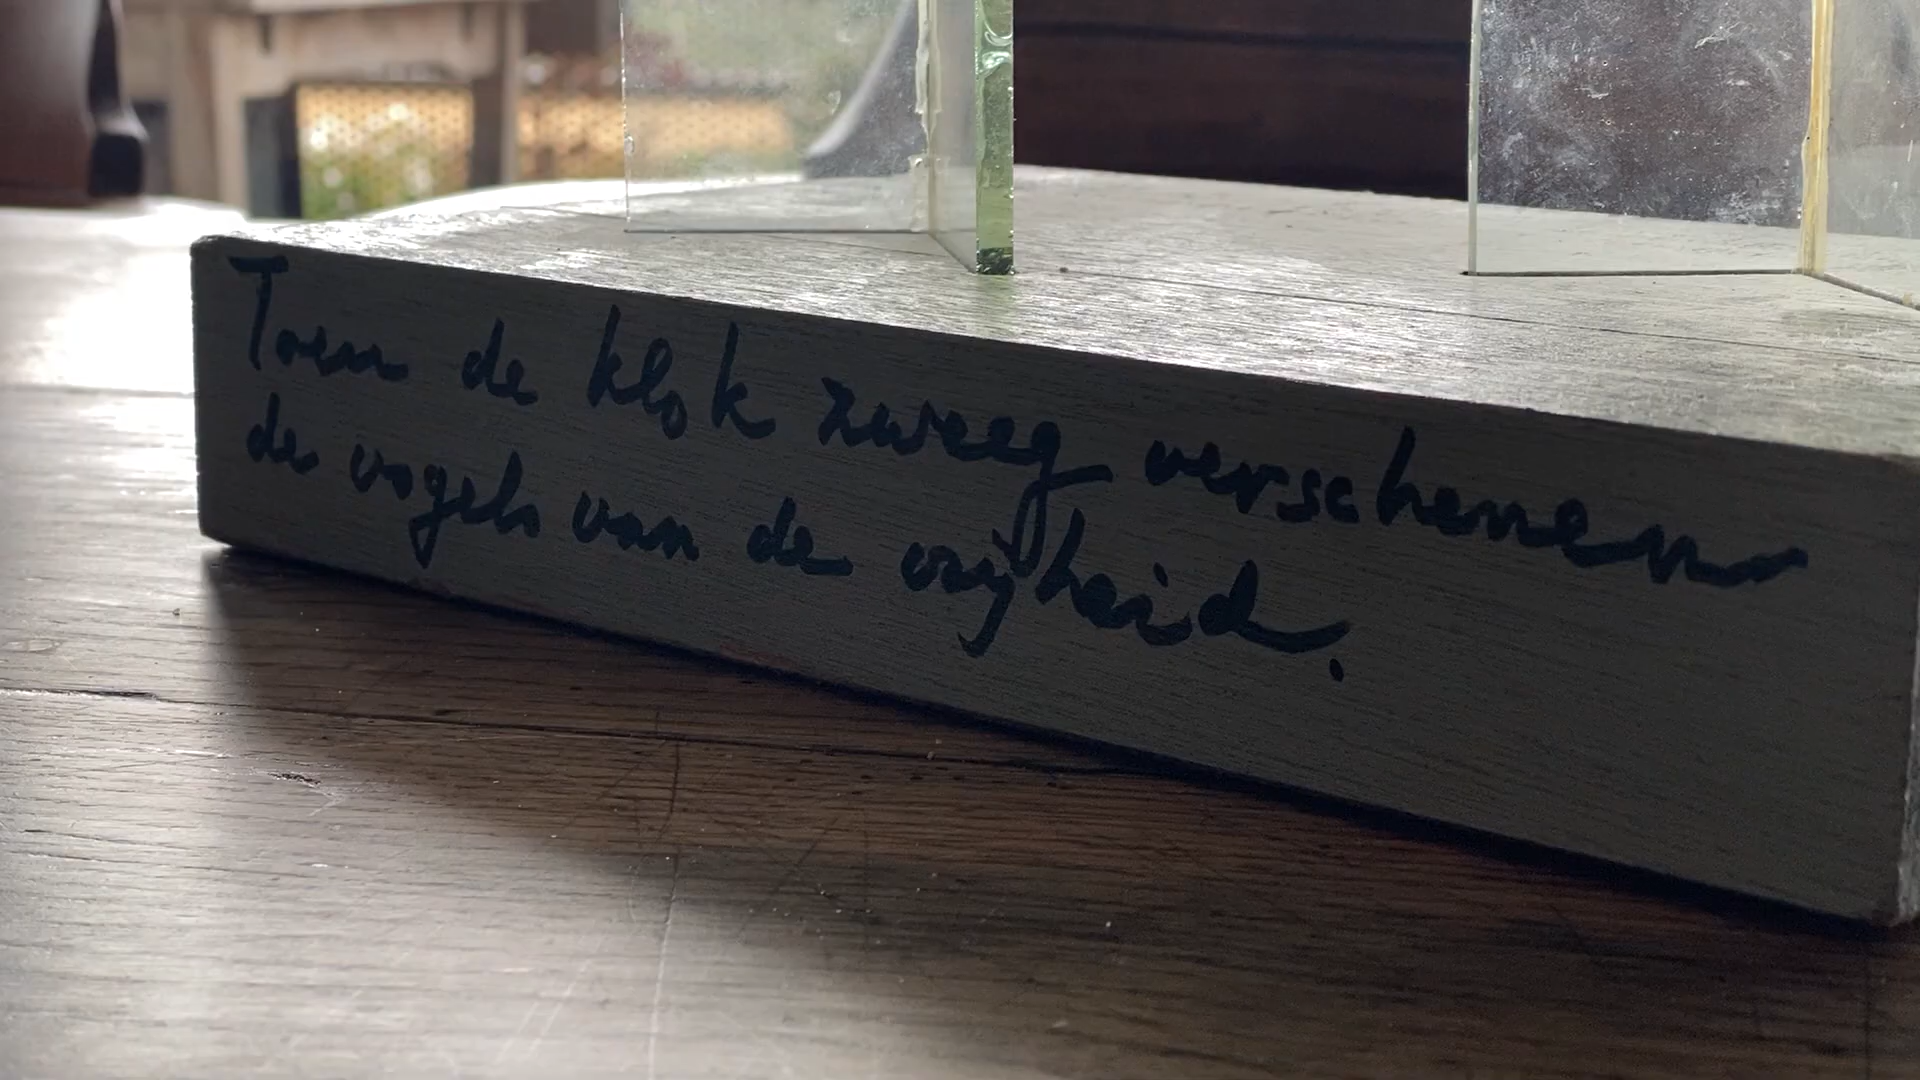 Toen de klok zweeg verschenen
de vogels van de vrijheid.